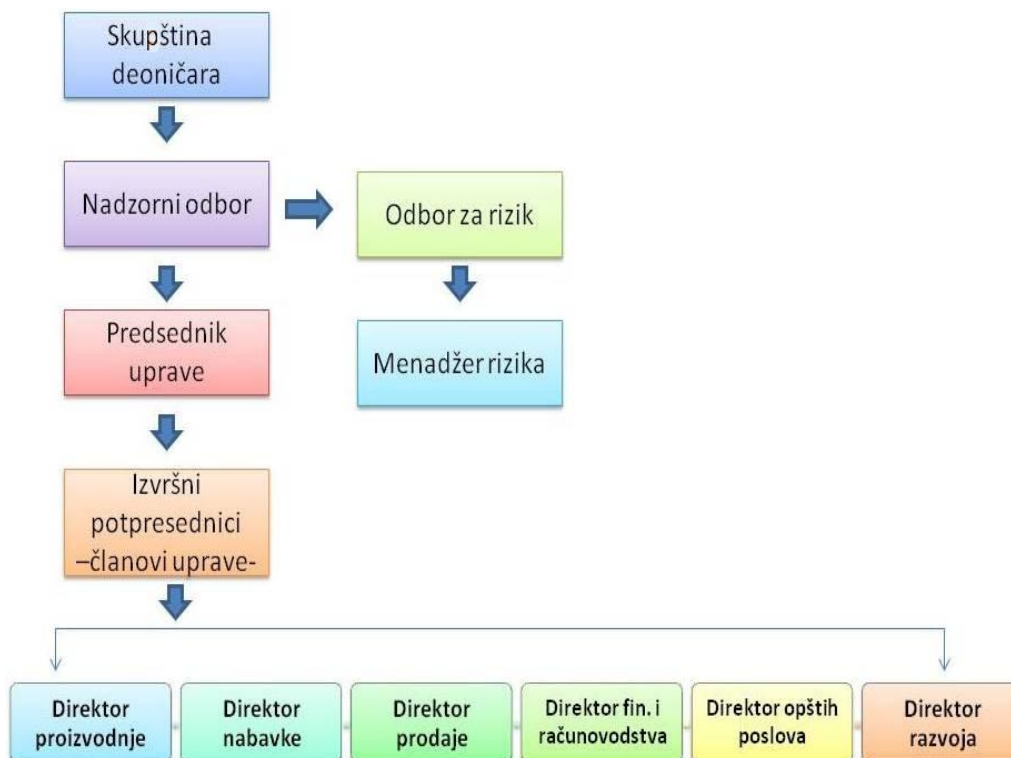 Skupština
deoničara
Nadzorni odbor
Odbor za rizik
Predsednik
uprave
Menadžer rizika
Izvršni
potpresednici
–članovi uprave-
Direktor
proizvodnje
Direktor
nabavke
Direktor
prodaje
Direktor fin. i
računovodstva
Direktor opštih
poslova
Direktor
razvoja